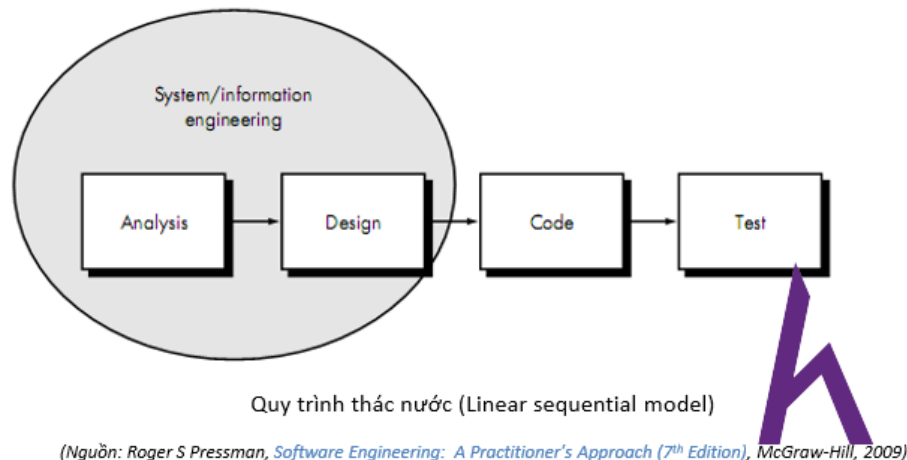 System/information
engineering
Analysis
Design
Code
Test
Quy trình thác nước (Linear sequential model)
(Nguồn: Roger S Pressman, Software Engineering: A Practitioner's Approach (7th Edition), McGraw-Hill, 2009)